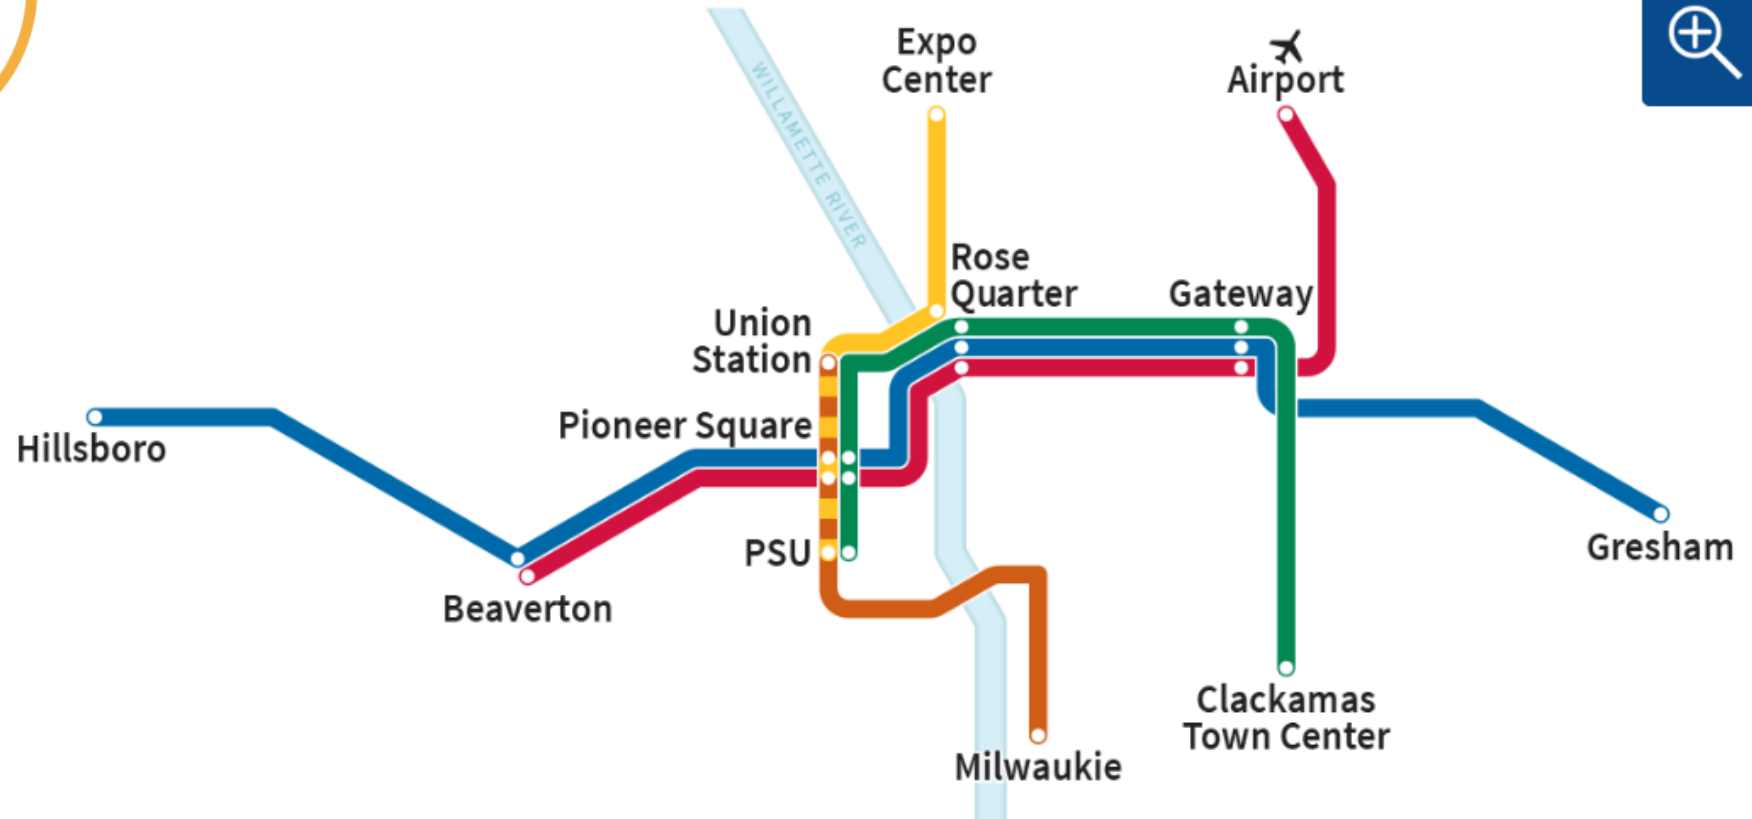 Expo
Center
Airport
WILLAMETTE RIVER
Rose
Quarter
Gateway
Union
Station
Pioneer Square
Hillsboro
PSU
Beaverton
Gresham
Clackamas
Town Center
Milwaukie